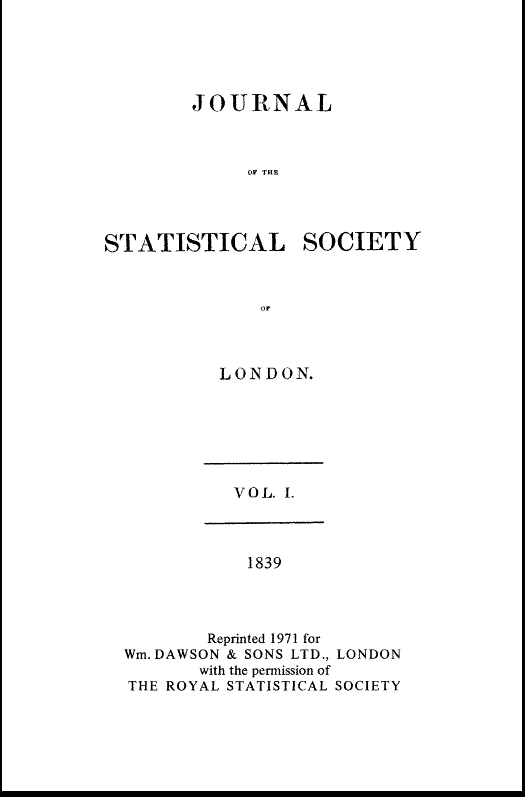 JOURNAL
OF THE
STATISTICAL SOCIETY
OF
LONDON.
VOL. I.
1839
Reprinted 1971 for
Wm. DAWSON & SONS LTD., LONDON
with the permission of
THE ROYAL STATISTICAL SOCIETY